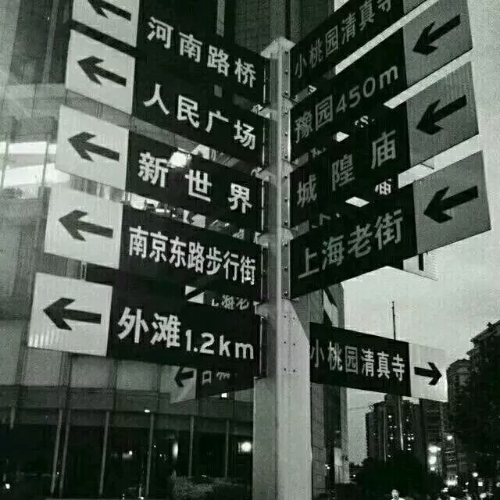 河南路桥
人民广场
新世界
南京东路步行街
外滩1.2km
小桃园清真寺
豫园450m
城隍庙
上海老街
小桃园清真寺